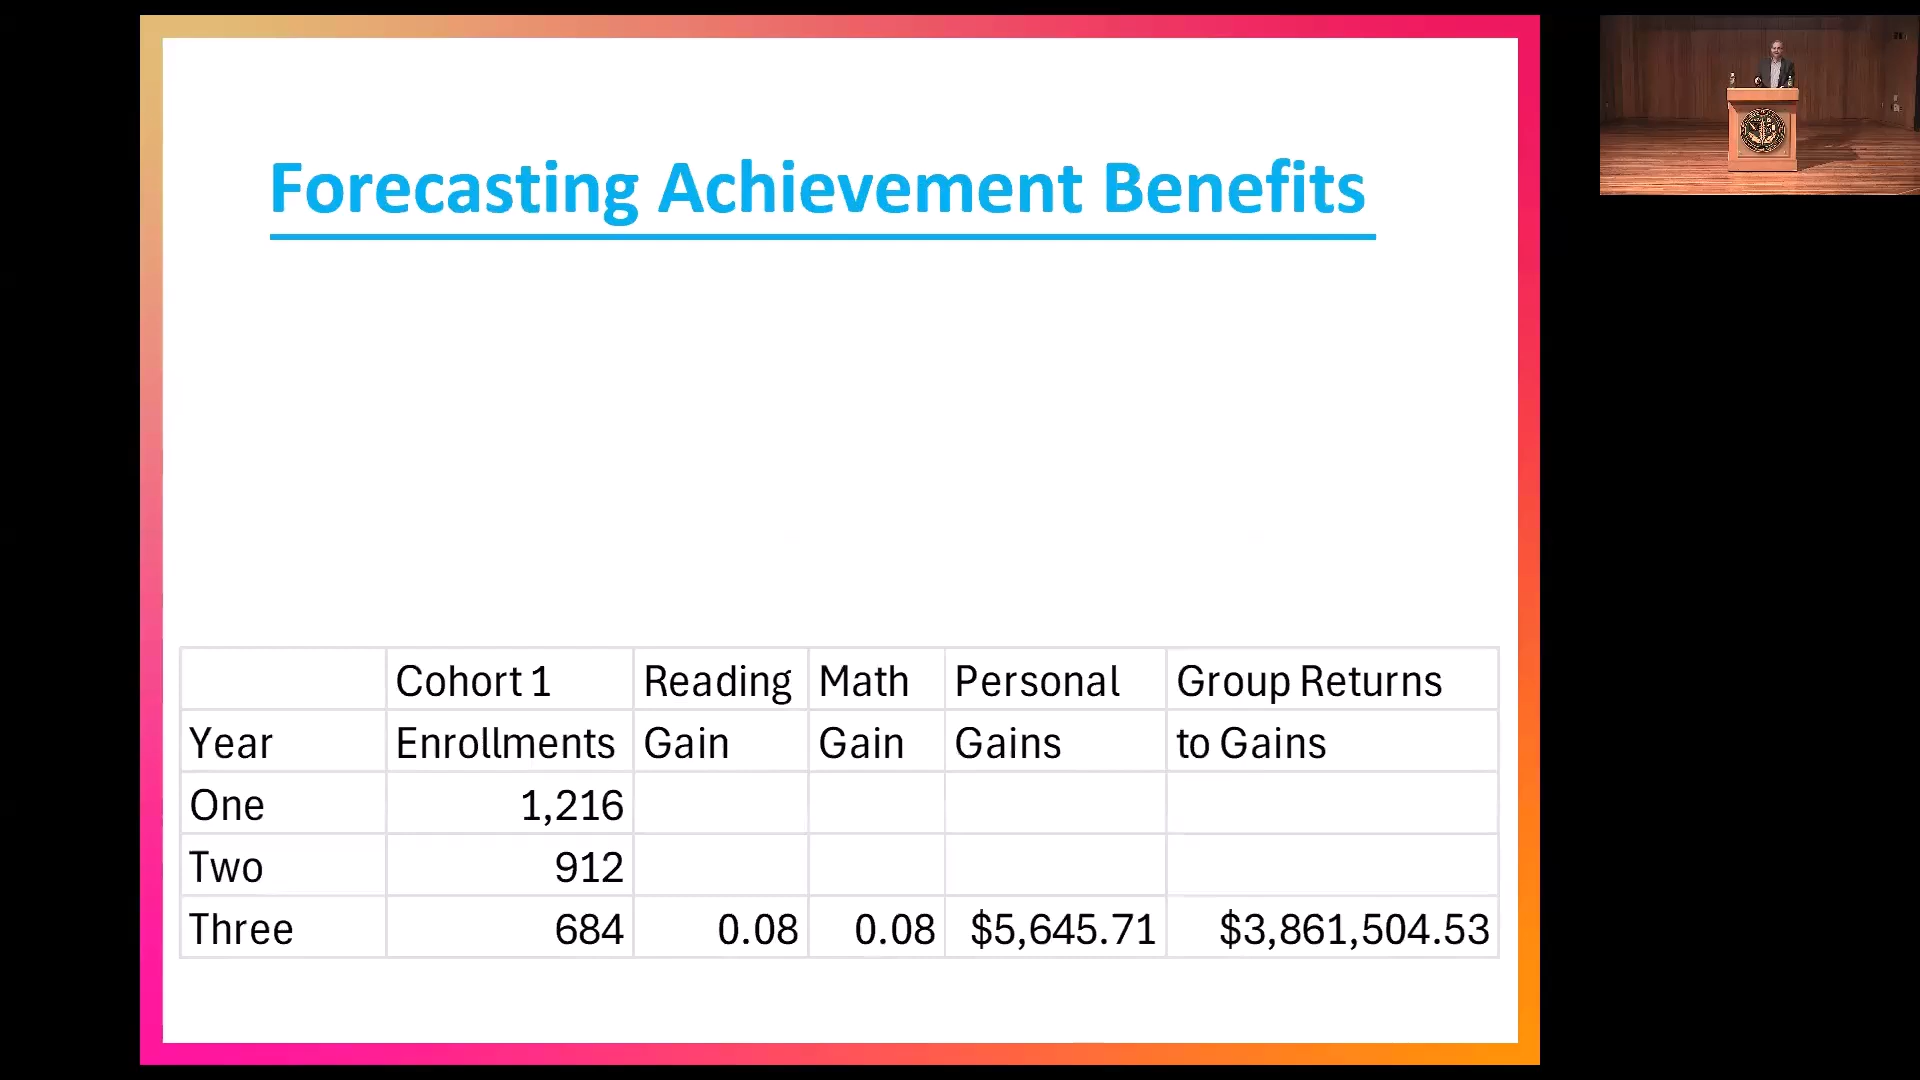 Forecasting Achievement Benefits
Cohort 1 Reading Math Personal Group Returns
Year Enrollments Gain Gain Gains to Gains
One 1,216
Two 912
Three 684 0.08 0.08 $5,645.71 $3,861,504.53